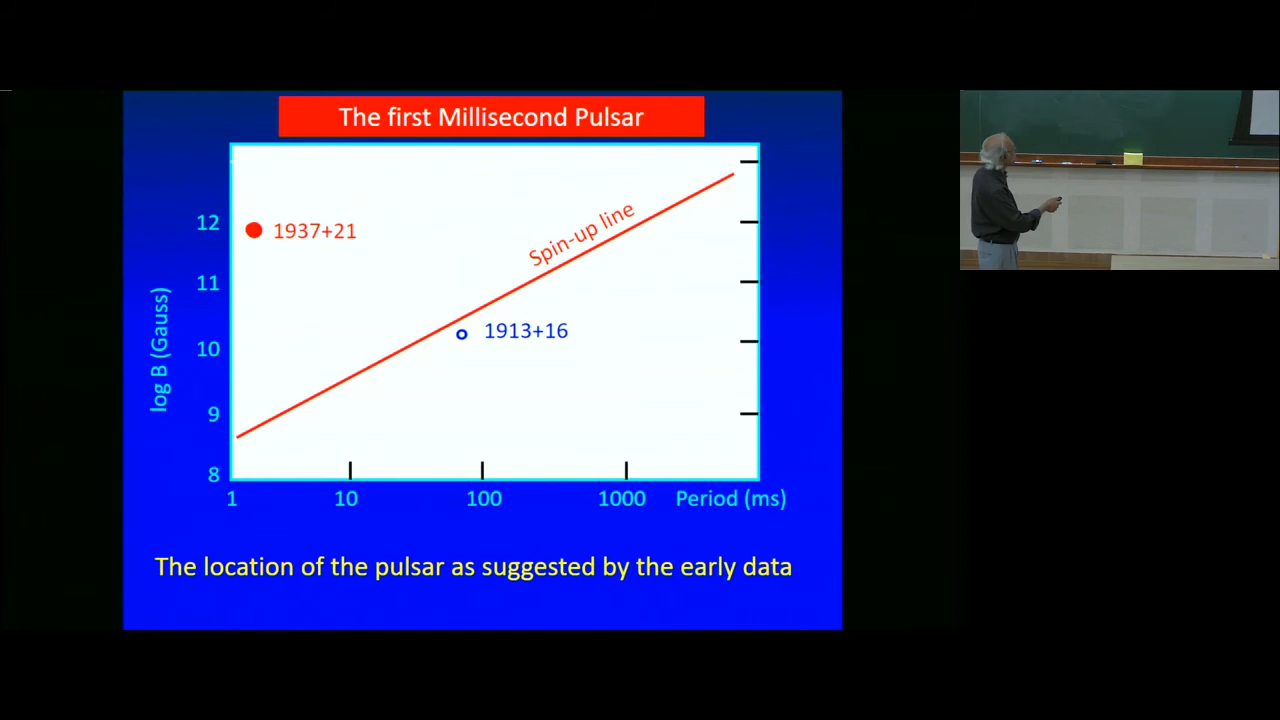 The first Millisecond Pulsar
12
11
10
9
8
log B (Gauss)
1937+21
Spin-up line
1913+16
1
10
100
1000
Period (ms)
The location of the pulsar as suggested by the early data